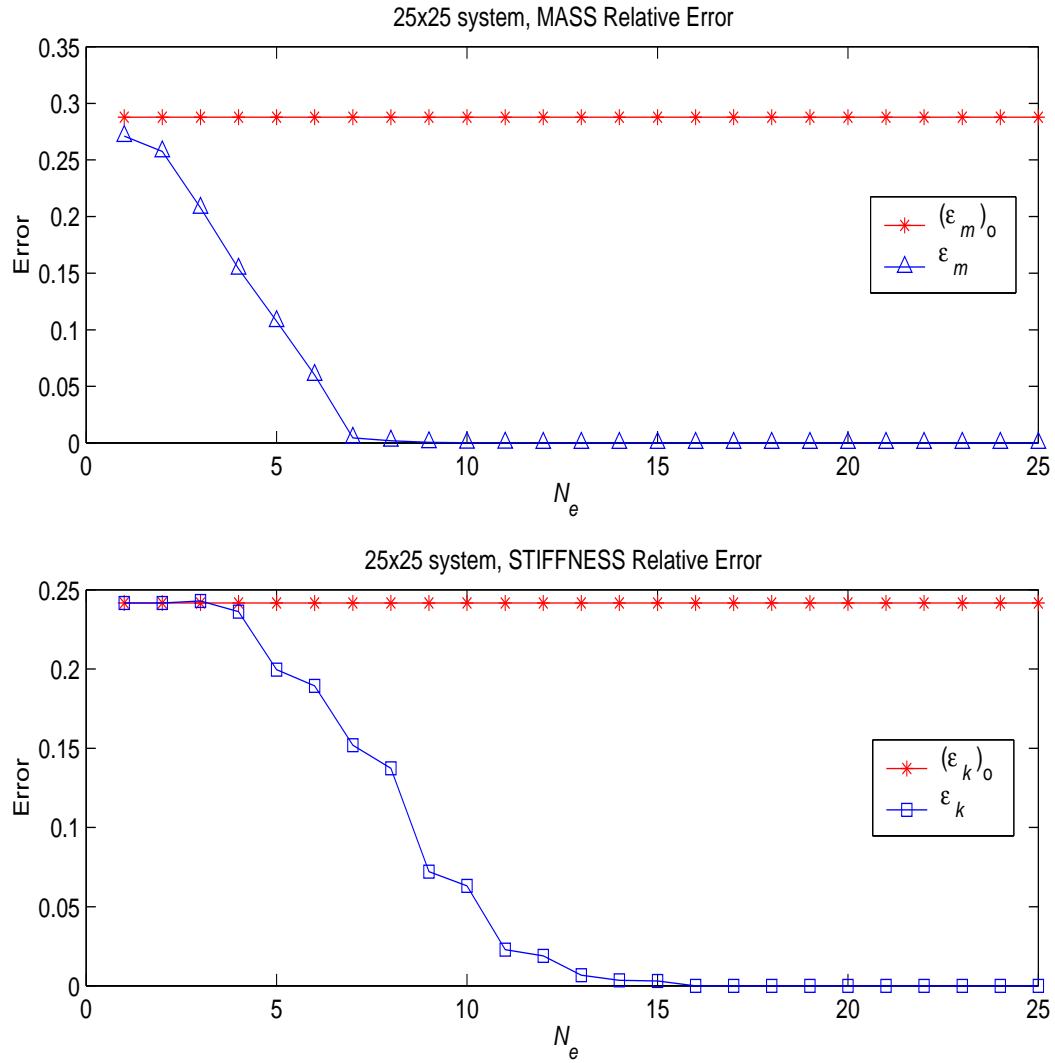 25x25 system, MASS Relative Error
0.35
0.3
0.25
0.2
0.15
0.1
0.05
0
Error
(ε m)o
ε m
0 5 10 15 20 25
Ne
25x25 system, STIFFNESS Relative Error
0.25
0.2
0.15
0.1
0.05
0
Error
(ε k)o
ε k
0 5 10 15 20 25
Ne